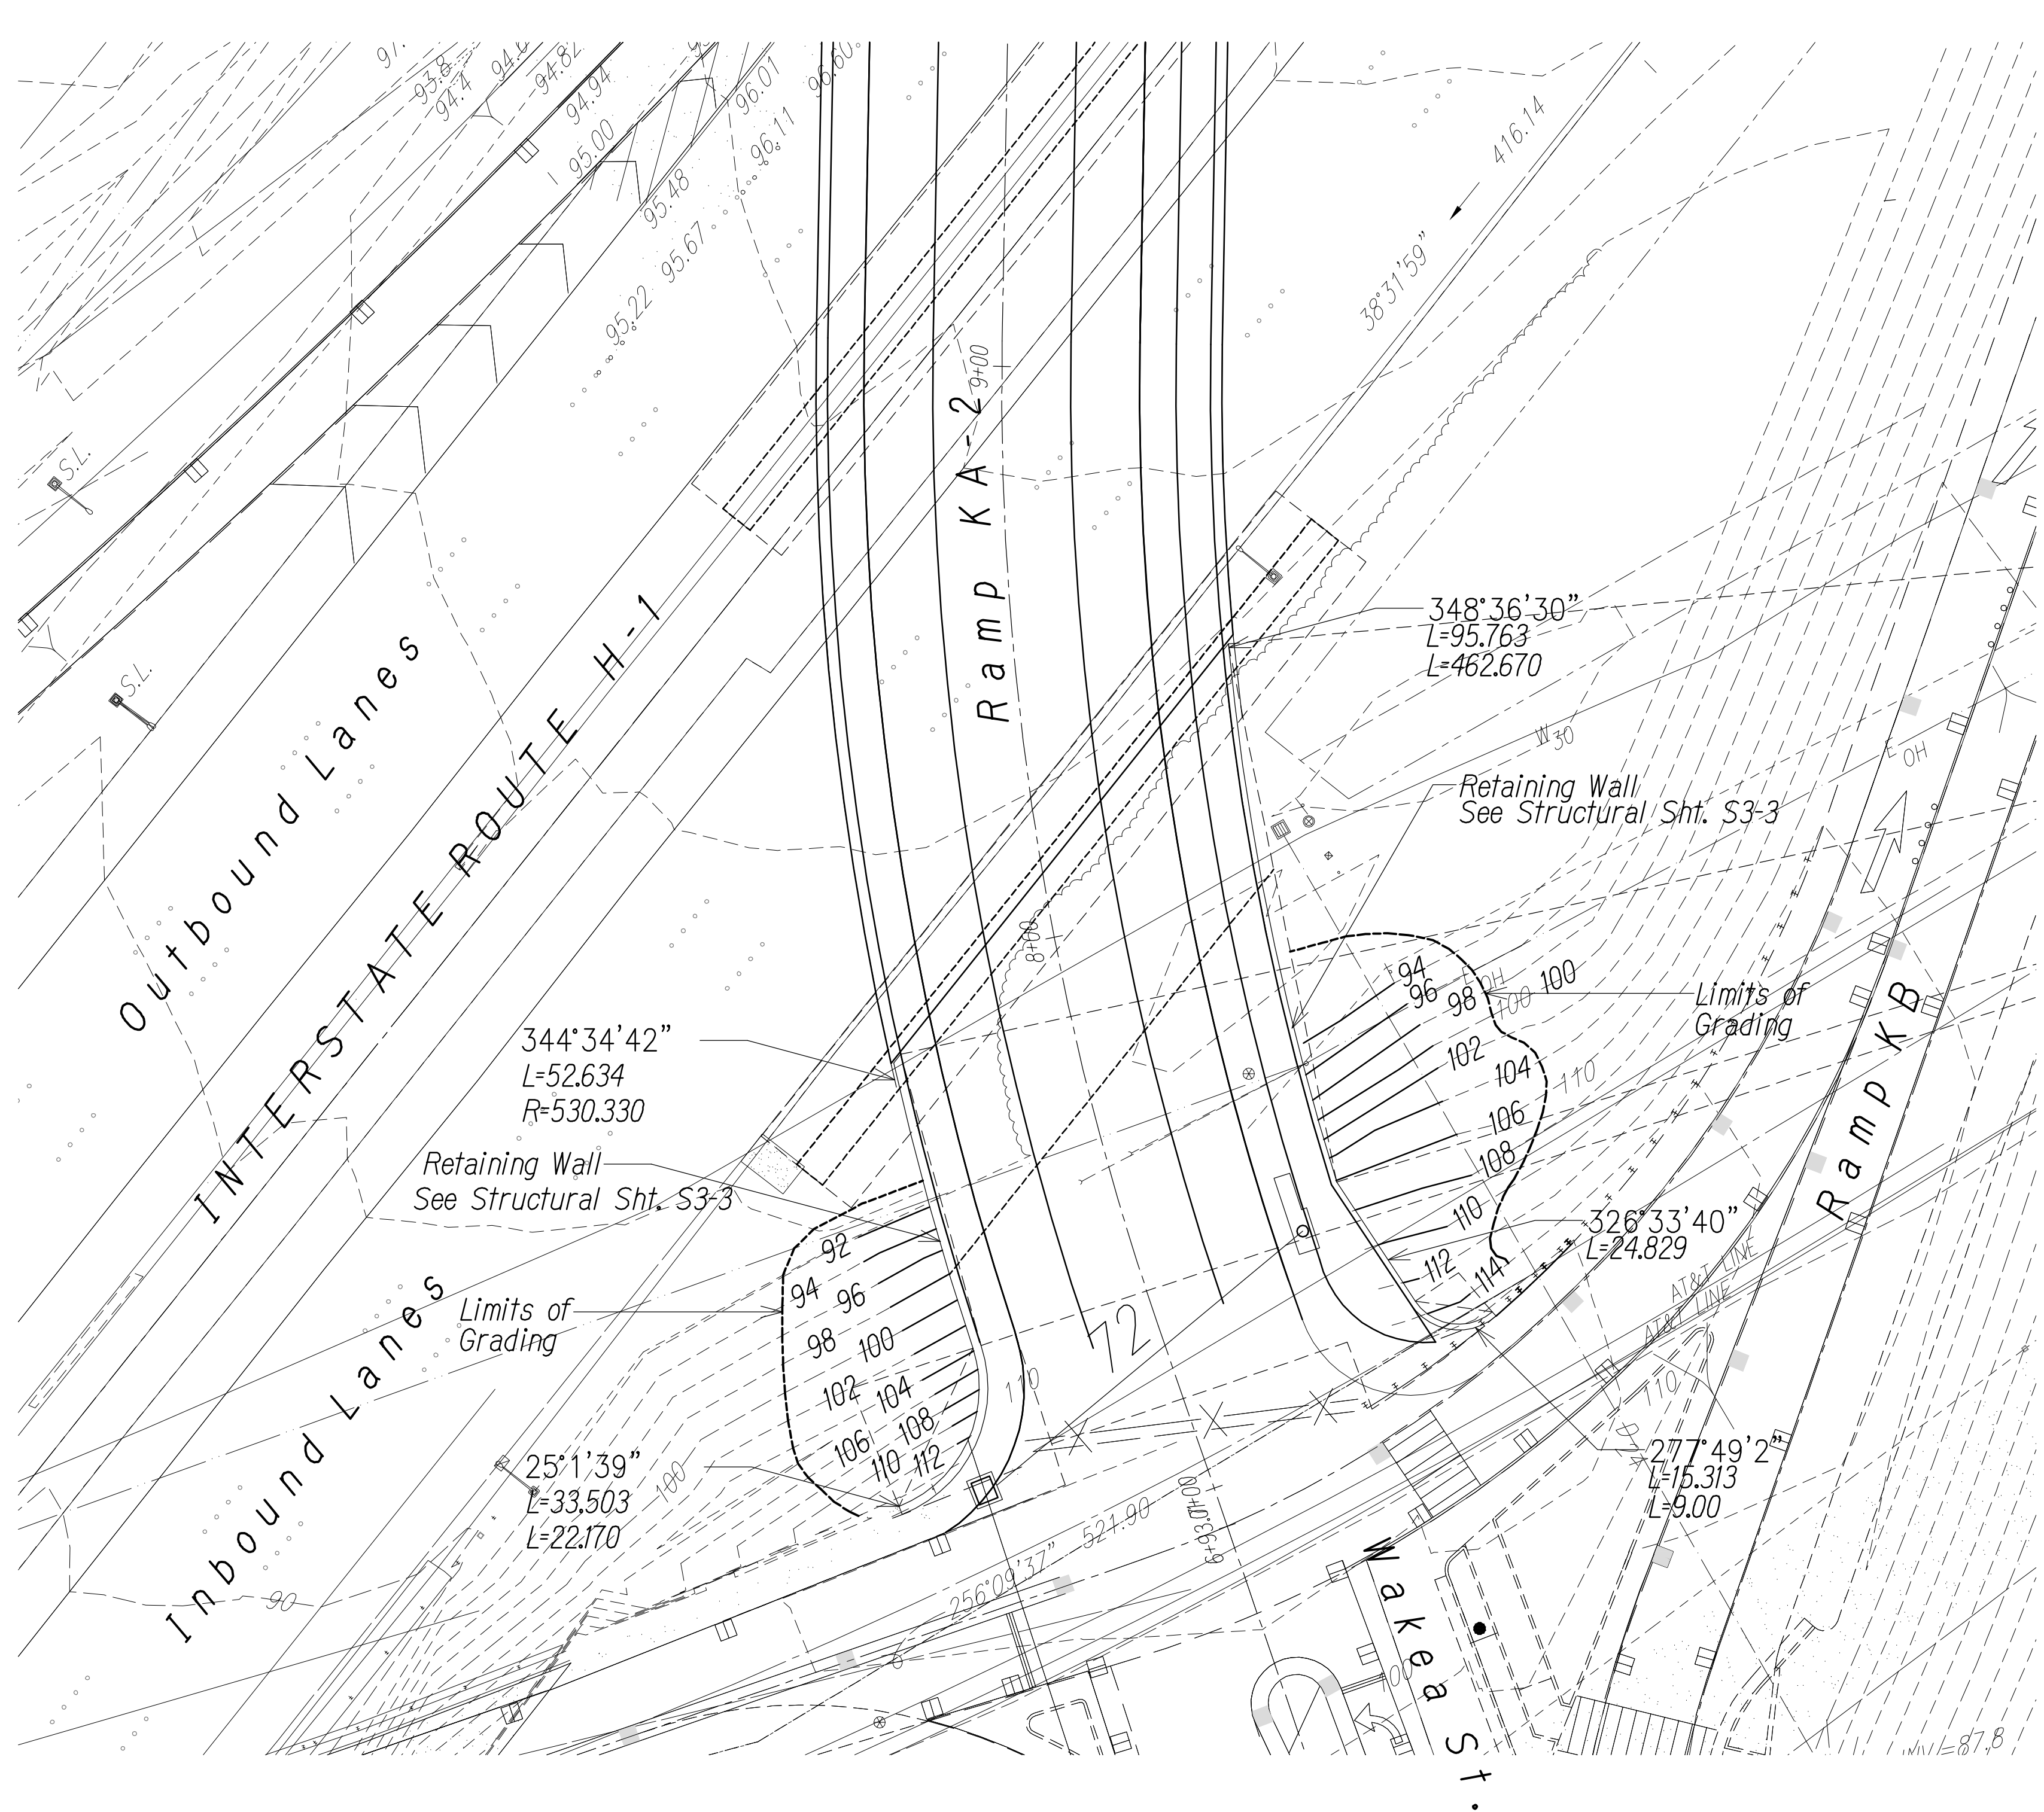 97.
93.8
94.4
94.82
94.94
95.00
95.48
95.67
95.22
96.01
96.11
96.60
416.14
38°31'59"
S.L.
S.L.
9+00
Ramp KA-2
348°36'30"
L=95.763
L=462.670
W30
OH
Retaining Wall
See Structural Sht. S3-3
Outbound Lanes
INTERSTATE ROUTE H-1
8+00
94
96
98
OH
100
100
Limits of
Grading
102
104
110
106
108
110
112
114
344°34'42"
L=52.634
R=530.330
Retaining Wall
See Structural Sht. S3-3
326°33'40"
L=24.829
Ramp KB
AT&T LINE
AT&T LINE
92
94
96
98
100
102
104
106
108
110
112
Limits of
Grading
72
110
110
Inbound Lanes
25°1'39"
L=33.503
L=22.170
100
277°49'2"
L=15.313
L=9.00
521.90
256°09'37"
6+93.07+00
90
Wakea St.